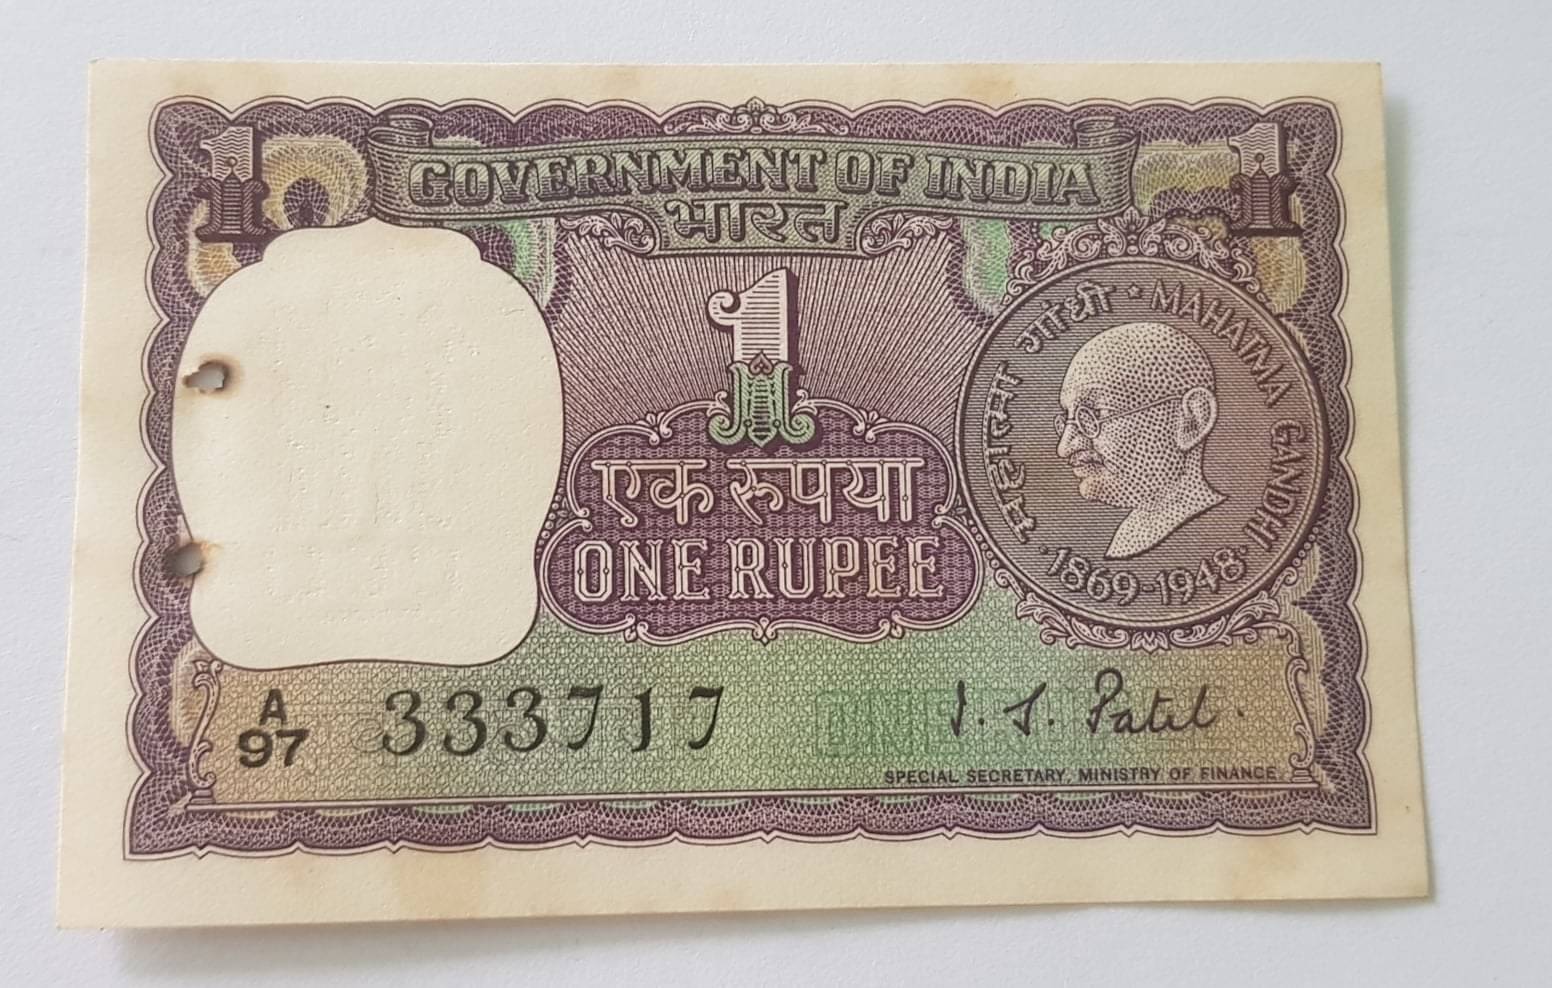 1 1
GOVERNMENT OF INDIA
भारत
1
एक रुपया
ONE RUPEE
महात्मा गांधी • MAHATMA GANDHI
• 1869-1948 •
A
97
333717
I. G. Patel.
SPECIAL SECRETARY, MINISTRY OF FINANCE.